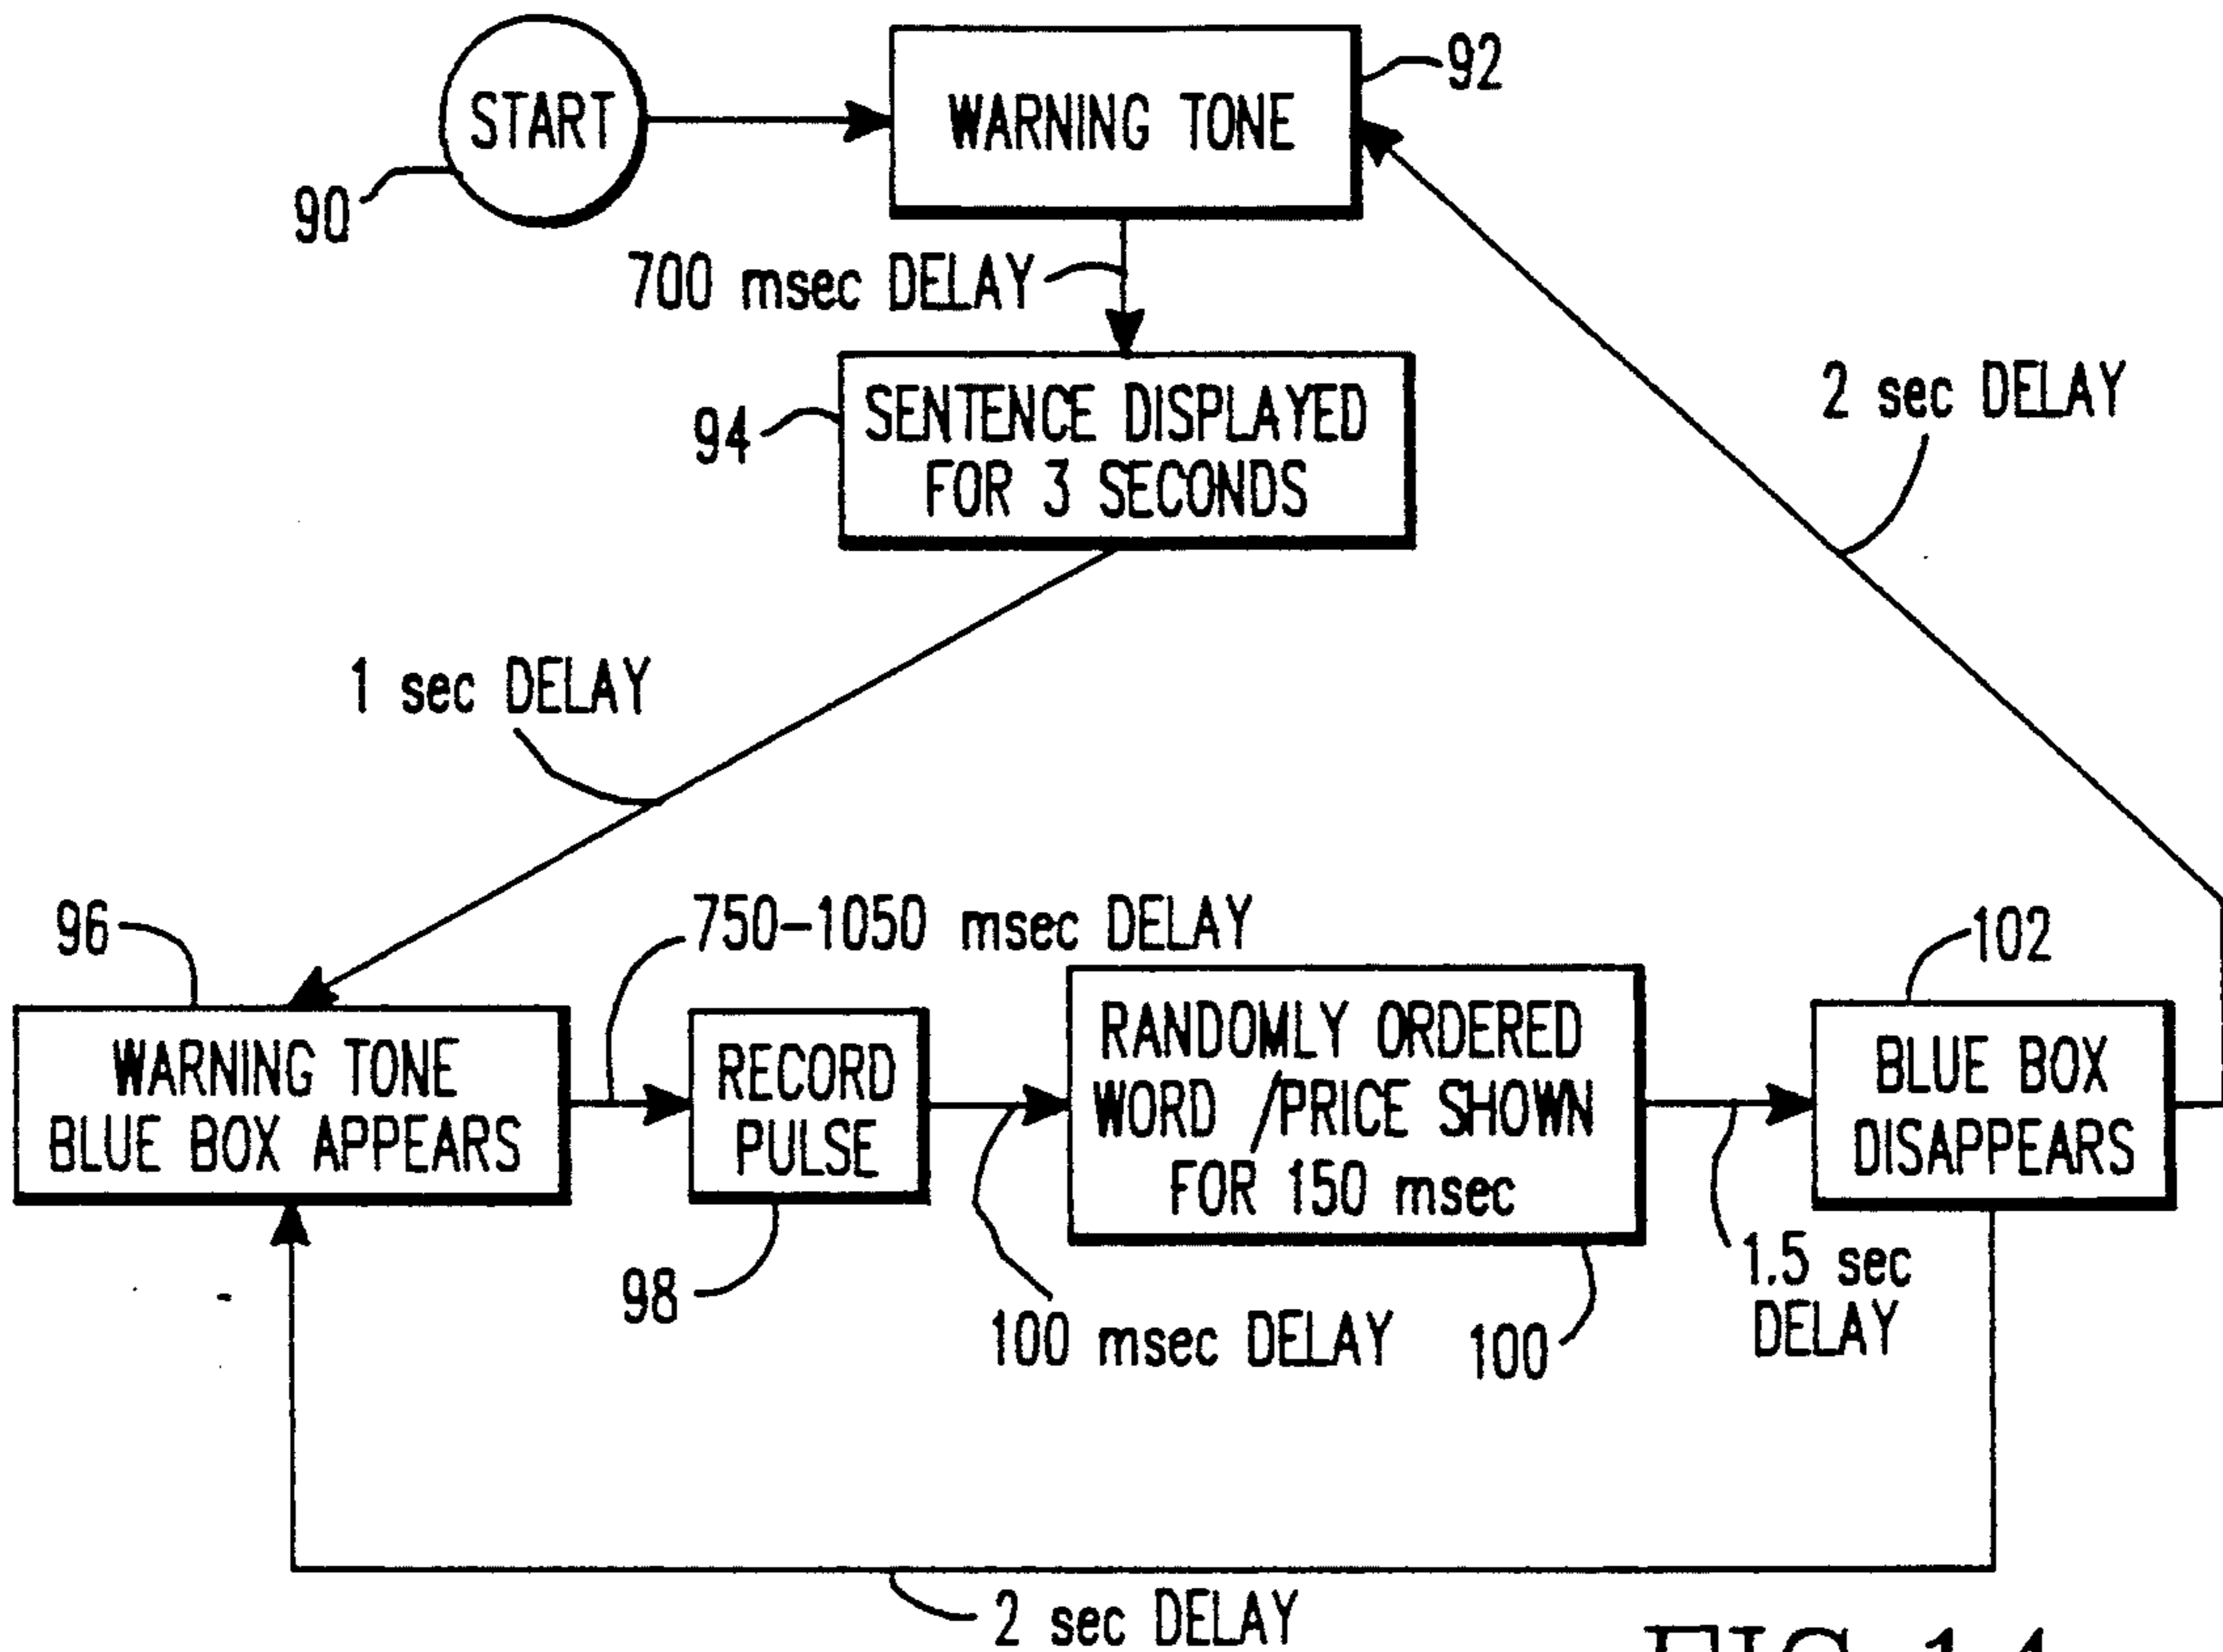 START
90
WARNING TONE
92
700 msec DELAY
94
SENTENCE DISPLAYED
FOR 3 SECONDS
2 sec DELAY
1 sec DELAY
96
WARNING TONE
BLUE BOX APPEARS
750-1050 msec DELAY
RECORD
PULSE
98
100 msec DELAY
RANDOMLY ORDERED
WORD /PRICE SHOWN
FOR 150 msec
100
1.5 sec
DELAY
102
BLUE BOX
DISAPPEARS
2 sec DELAY
FIG. 14